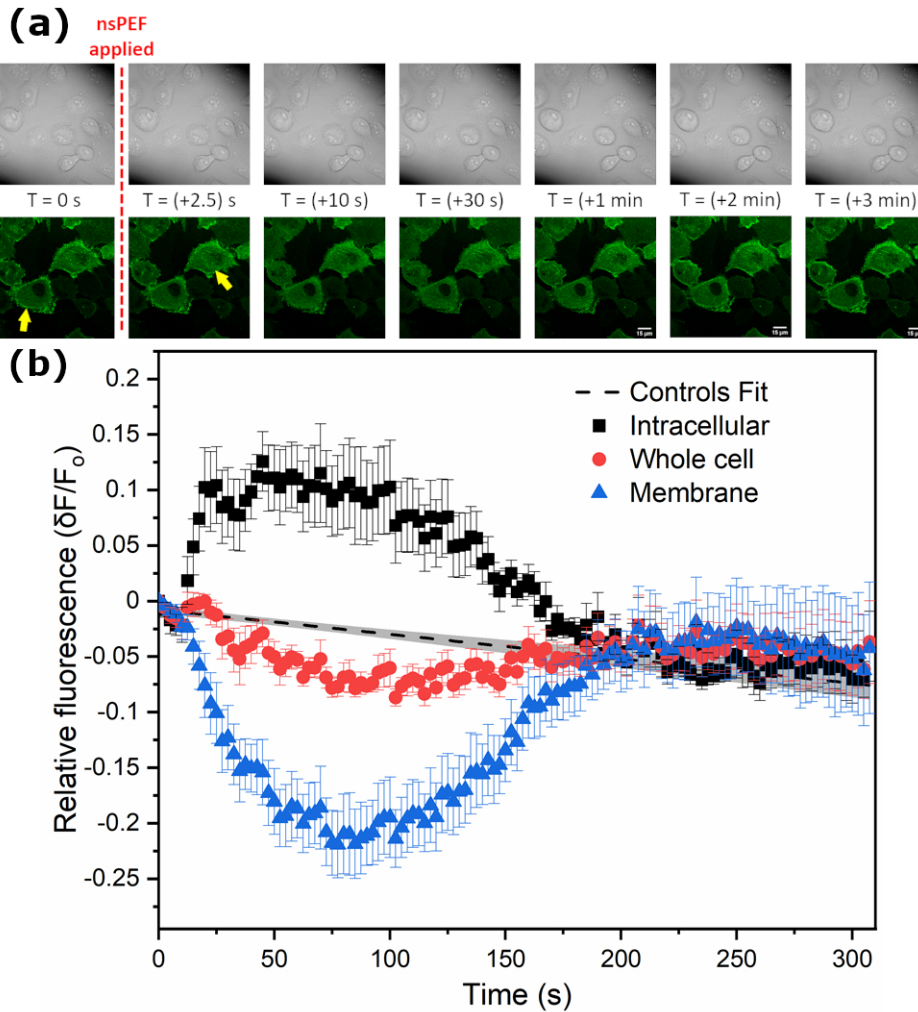 (a)
nsPEF
applied
T = 0 s
T = (+2.5) s
T = (+10 s)
T = (+30 s)
T = (+1 min
T = (+2 min)
T = (+3 min)
15 µm
15 µm
15 µm
(b)
Relative fluorescence (δF/Fₒ)
0.2
0.15
0.1
0.05
0
-0.05
-0.1
-0.15
-0.2
-0.25
Controls Fit
Intracellular
Whole cell
Membrane
0 50 100 150 200 250 300
Time (s)